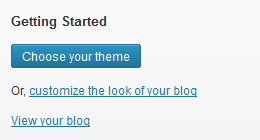 Getting Started
Choose your theme
Or, customize the look of your blog
View your blog